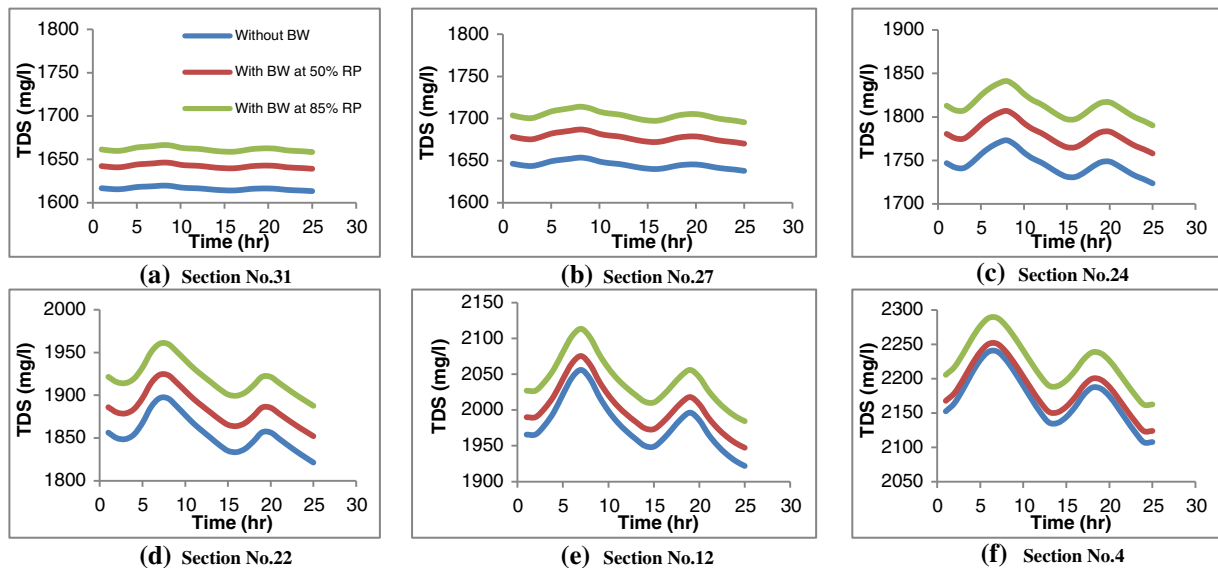 1800
1750
1700
1650
1600
TDS (mg/l)
Without BW
With BW at 50% RP
With BW at 85% RP
0 5 10 15 20 25 30
Time (hr)
(a) Section No.31
1800
1750
1700
1650
1600
TDS (mg/l)
0 5 10 15 20 25 30
Time (hr)
(b) Section No.27
1900
1850
1800
1750
1700
TDS (mg/l)
0 5 10 15 20 25 30
Time (hr)
(c) Section No.24
2000
1950
1900
1850
1800
TDS (mg/l)
0 5 10 15 20 25 30
Time (hr)
(d) Section No.22
2150
2100
2050
2000
1950
1900
TDS (mg/l)
0 5 10 15 20 25 30
Time (hr)
(e) Section No.12
2300
2250
2200
2150
2100
2050
TDS (mg/l)
0 5 10 15 20 25 30
Time (hr)
(f) Section No.4